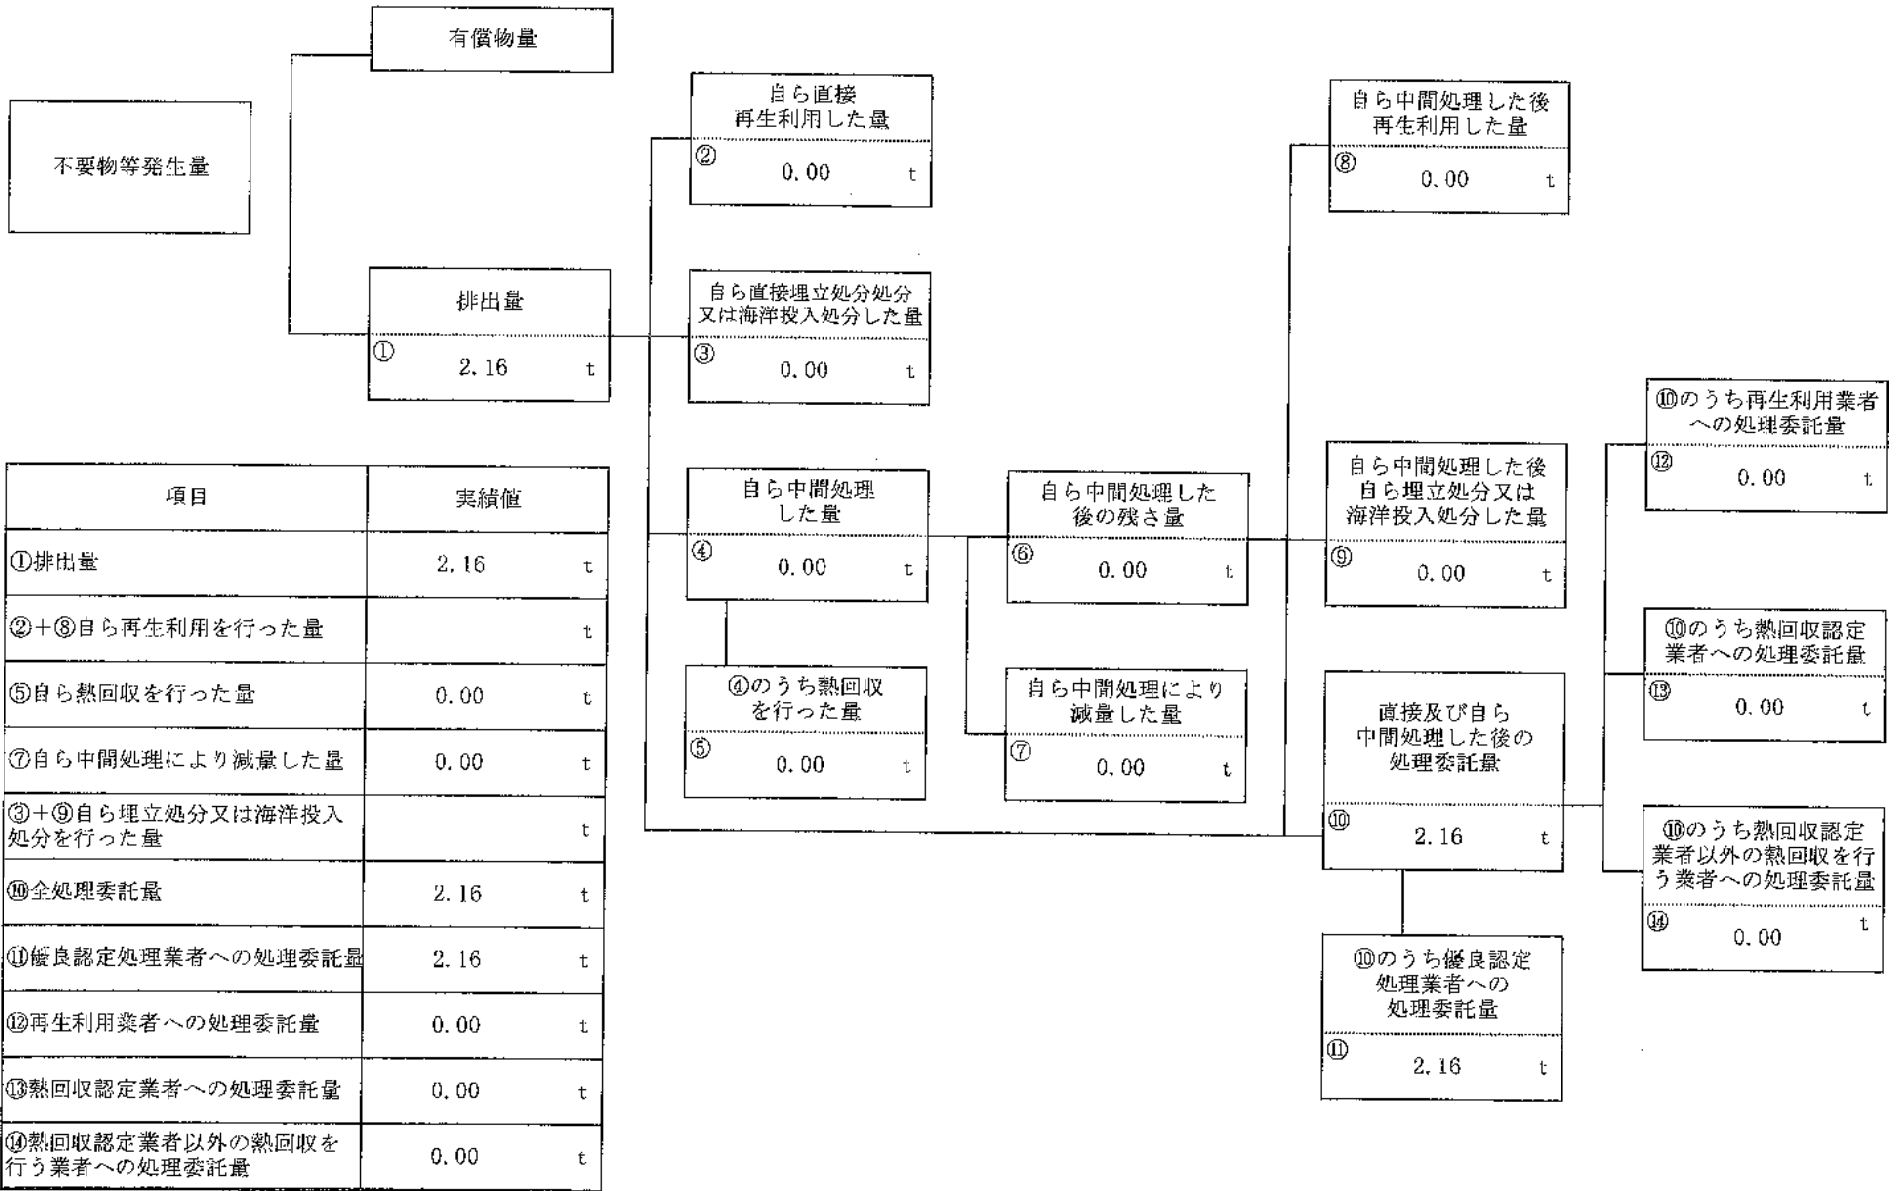 有償物量
不要物等発生量
排出量
①
2.16 t
自ら直接
再生利用した量
②
0.00 t
自ら直接埋立処分処分
又は海洋投入処分した量
③
0.00 t
自ら中間処理
した量
④
0.00 t
④のうち熱回収
を行った量
⑤
0.00 t
自ら中間処理した
後の残さ量
⑥
0.00 t
自ら中間処理により
減量した量
⑦
0.00 t
自ら中間処理した後
再生利用した量
⑧
0.00 t
自ら中間処理した後
自ら埋立処分又は
海洋投入処分した量
⑨
0.00 t
直接及び自ら
中間処理した後の
処理委託量
⑩
2.16 t
⑩のうち優良認定
処理業者への
処理委託量
⑪
2.16 t
⑩のうち再生利用業者
への処理委託量
⑫
0.00 t
⑩のうち熱回収認定
業者への処理委託量
⑬
0.00 t
⑩のうち熱回収認定
業者以外の熱回収を行
う業者への処理委託量
⑭
0.00 t
項目 実績値
①排出量 2.16 t
②+⑧自ら再生利用を行った量 t
⑤自ら熱回収を行った量 0.00 t
⑦自ら中間処理により減量した量 0.00 t
③+⑨自ら埋立処分又は海洋投入
処分を行った量 t
⑩全処理委託量 2.16 t
⑪優良認定処理業者への処理委託量 2.16 t
⑫再生利用業者への処理委託量 0.00 t
⑬熱回収認定業者への処理委託量 0.00 t
⑭熱回収認定業者以外の熱回収を
行う業者への処理委託量 0.00 t